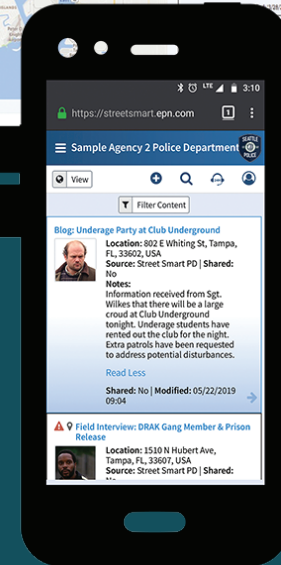 LTE 3:10
https://streetsmart.epn.com 1
Sample Agency 2 Police Department
SEATTLE
POLICE
View
Filter Content
Blog: Underage Party at Club Underground
Location: 802 E Whiting St, Tampa,
FL, 33602, USA
Source: Street Smart PD | Shared:
No
Notes:
Information received from Sgt.
Wilkes that there will be a large
croud at Club Underground
tonight. Underage students have
rented out the club for the night.
Extra patrols have been requested
to address potential disturbances.
Read Less
Shared: No | Modified: 05/22/2019
09:04
Field Interview: DRAK Gang Member & Prison
Release
Location: 1510 N Hubert Ave,
Tampa, FL, 33607, USA
Source: Street Smart PD | Shared: